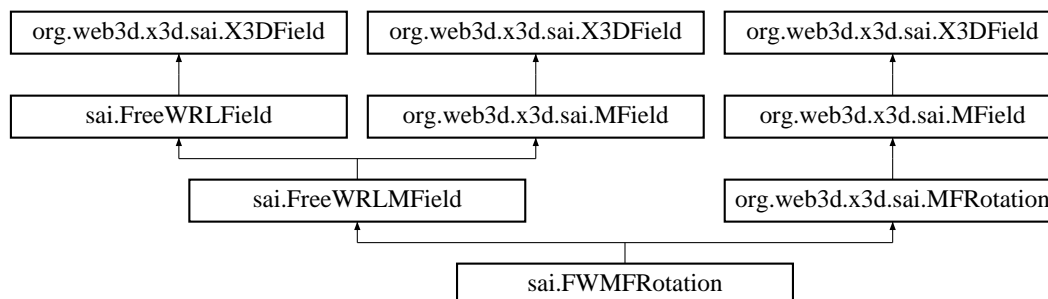 org.web3d.x3d.sai.X3DField
org.web3d.x3d.sai.X3DField
org.web3d.x3d.sai.X3DField
sai.FreeWRLField
org.web3d.x3d.sai.MField
org.web3d.x3d.sai.MField
sai.FreeWRLMField
org.web3d.x3d.sai.MFRotation
sai.FWMFRotation